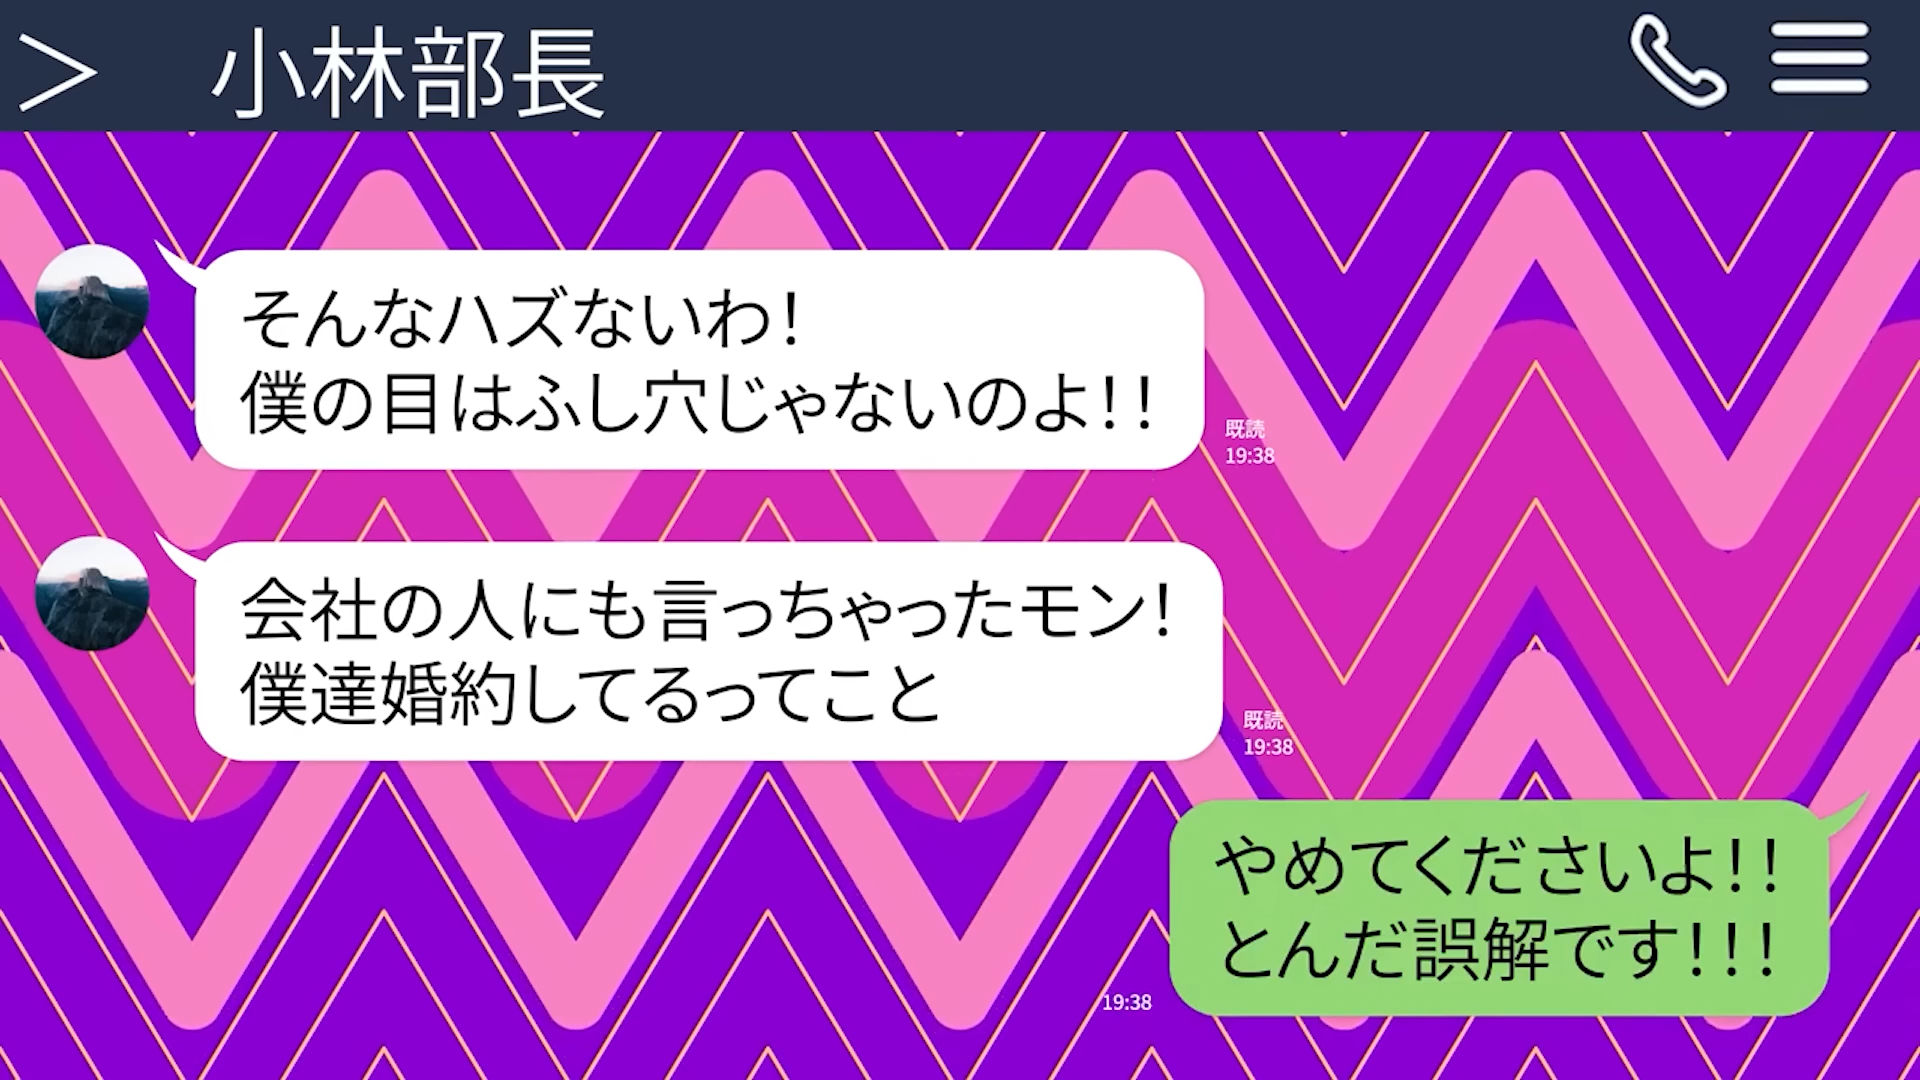 > 小林部長
そんなハズないわ！
僕の目はふし穴じゃないのよ！！
既読
19:38
会社の人にも言っちゃったモン！
僕達婚約してるってこと
既読
19:38
やめてくださいよ！！
とんだ誤解です！！！
19:38